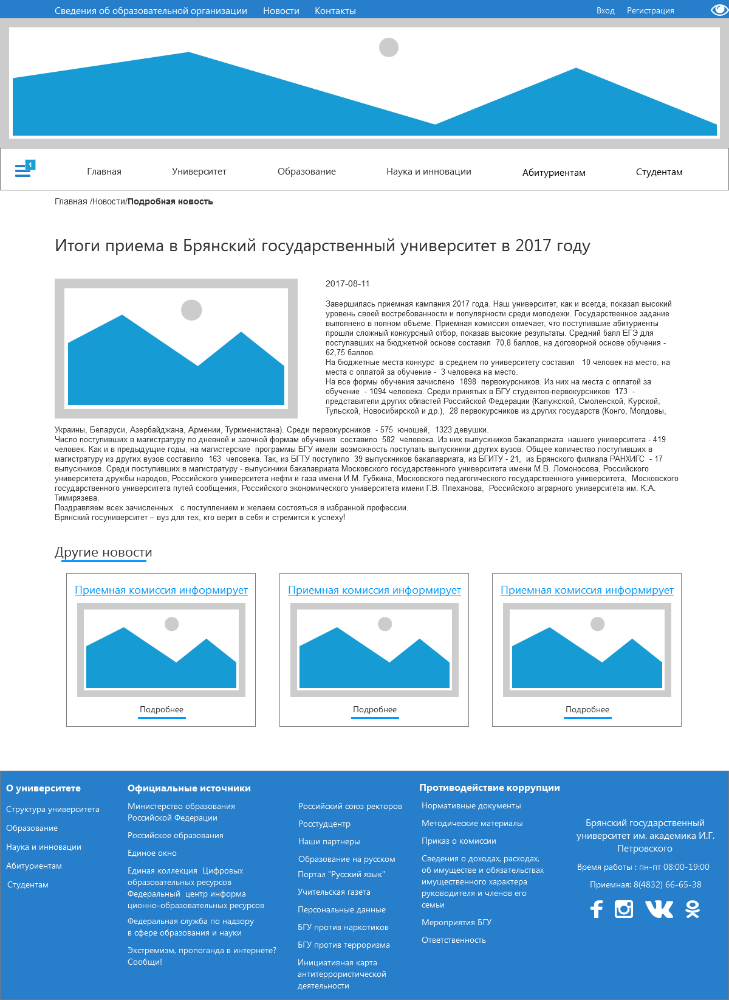 Сведения об образовательной организации Новости Контакты Вход Регистрация
1
Главная Университет Образование Наука и инновации Абитуриентам Студентам
Главная /Новости/Подробная новость
Итоги приема в Брянский государственный университет в 2017 году
2017-08-11
Завершилась приемная кампания 2017 года. Наш университет, как и всегда, показал высокий
уровень своей востребованности и популярности среди молодежи. Государственное задание
выполнено в полном объеме. Приемная комиссия отмечает, что поступившие абитуриенты
прошли сложный конкурсный отбор, показав высокие результаты. Средний балл ЕГЭ для
поступавших на бюджетной основе составил  70,8 баллов, на договорной основе обучения -
62,75 баллов.
На бюджетные места конкурс  в среднем по университету составил   10 человек на место, на
места с оплатой за обучение -  3 человека на место.
На все формы обучения зачислено  1898  первокурсников. Из них на места с оплатой за
обучение  - 1094 человека. Среди принятых в БГУ студентов-первокурсников  173  -
представители других областей Российской Федерации (Калужской, Смоленской, Курской,
Тульской, Новосибирской и др.),  28 первокурсников из других государств (Конго, Молдовы,
Украины, Беларуси, Азербайджана, Армении, Туркменистана). Среди первокурсников  - 575  юношей,  1323 девушки.
Число поступивших в магистратуру по дневной и заочной формам обучения  составило  582  человека. Из них выпускников бакалавриата  нашего университета - 419
человек. Как и в предыдущие годы, на магистерские  программы БГУ имели возможность поступать выпускники других вузов. Общее количество поступивших в
магистратуру из других вузов составило  163  человека. Так, из БГТУ поступило  39 выпускников бакалавриата, из БГИТУ - 21,  из Брянского филиала РАНХИГС  - 17
выпускников. Среди поступивших в магистратуру - выпускники бакалавриата Московского государственного университета имени М.В. Ломоносова, Российского
университета дружбы народов, Российского университета нефти и газа имени И.М. Губкина, Московского педагогического государственного университета,  Московского
государственного университета путей сообщения, Российского экономического университета имени Г.В. Плеханова,  Российского аграрного университета им. К.А.
Тимирязева.
Поздравляем всех зачисленных   с поступлением и желаем состояться в избранной профессии.
Брянский госуниверситет – вуз для тех, кто верит в себя и стремится к успеху!
Другие новости
Приемная комиссия информирует Приемная комиссия информирует Приемная комиссия информирует
Подробнее Подробнее Подробнее
О университете
Структура университета
Образование
Наука и инновации
Абитуриентам
Студентам
Официальные источники
Министерство образования
Российской Федерации
Российское образования
Единое окно
Единая коллекция  Цифровых
образовательных ресурсов
Федеральный  центр информа
ционно-образовательных ресурсов
Федеральная служба по надзору
в сфере образования и науки
Экстремизм, пропоганда в интернете?
Сообщи!
Российский союз ректоров
Росстудцентр
Наши партнеры
Образование на русском
Портал "Русский язык"
Учительская газета
Персональные данные
БГУ против наркотиков
БГУ против терроризма
Инициативная карта
антитеррористической
деятельности
Противодействие коррупции
Нормативные документы
Методические материалы
Приказ о комиссии
Сведения о доходах, расходах,
об имуществе и обязательствах
имущественного характера
руководителя и членов его
семьи
Мероприятия БГУ
Ответственность
Брянский государственный
университет им. академика И.Г.
Петровского
Время работы : пн-пт 08:00-19:00
Приемная: 8(4832) 66-65-38